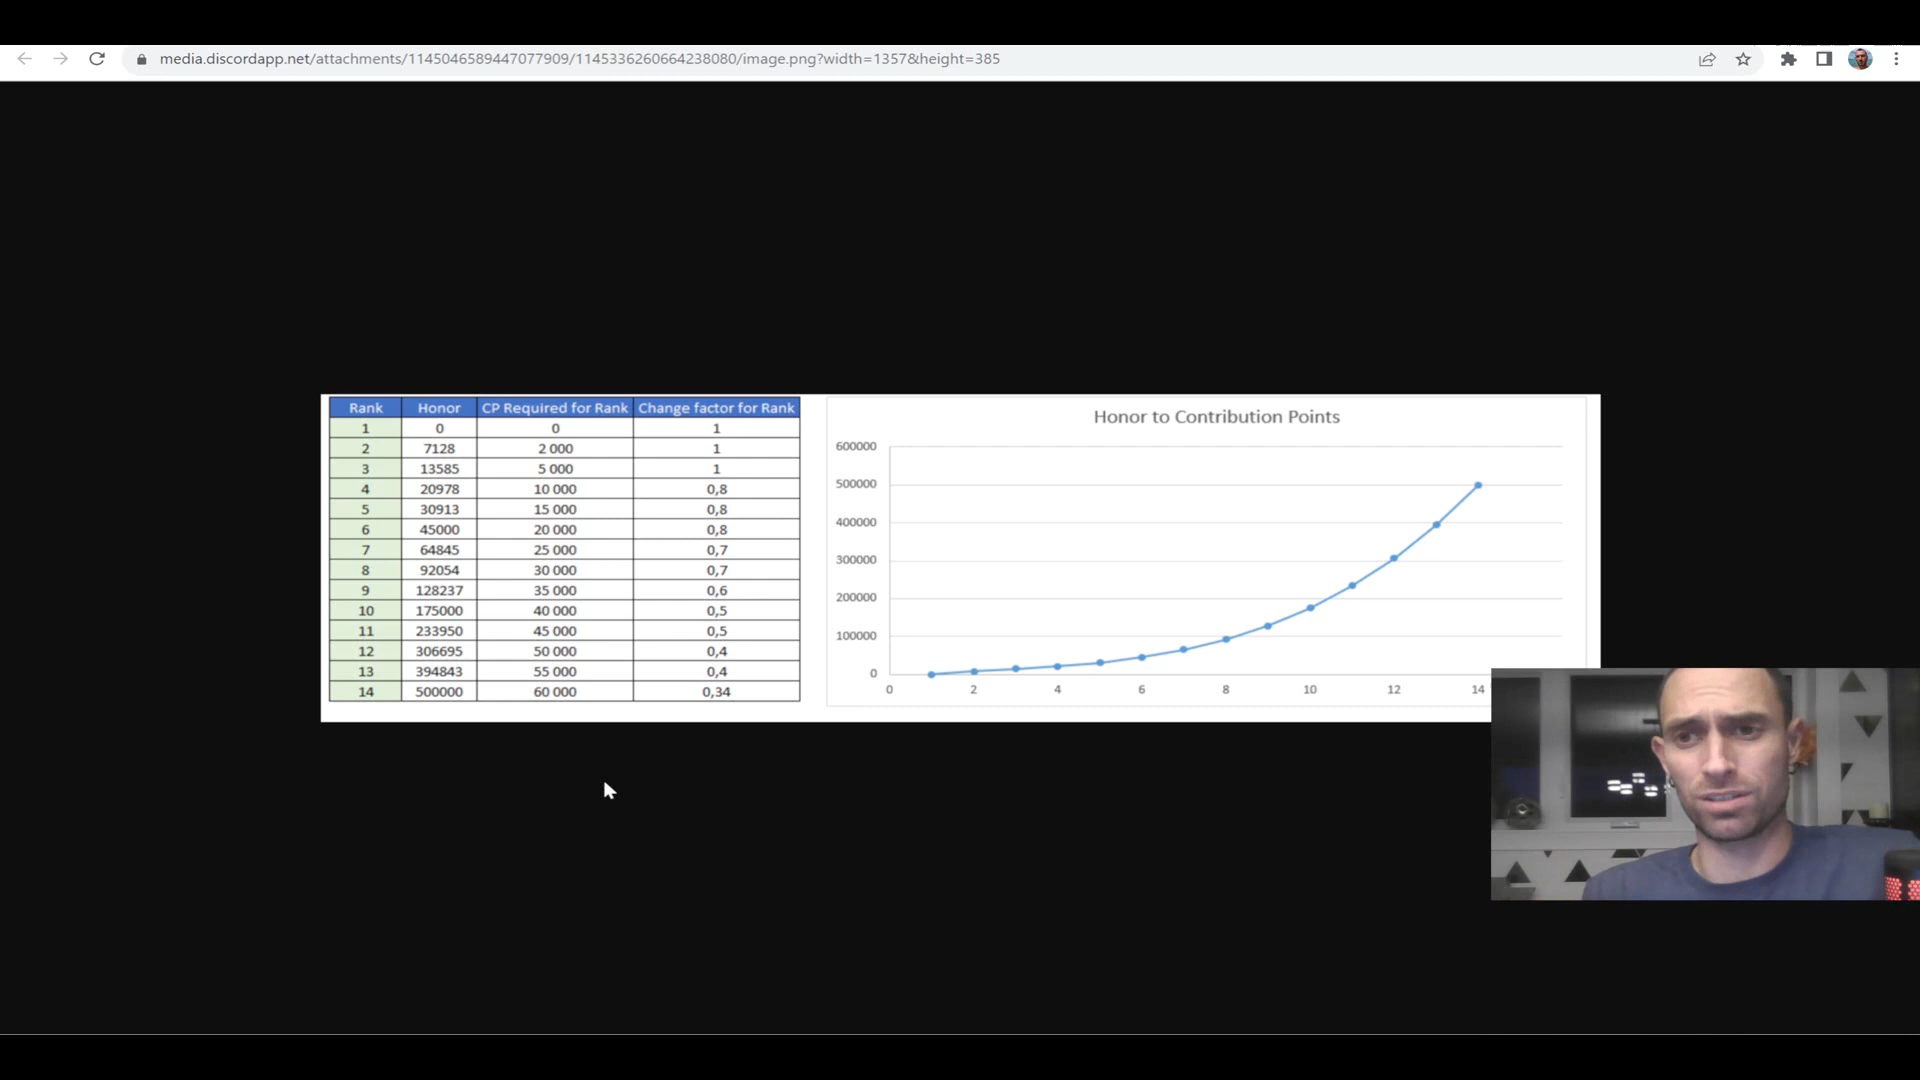 media.discordapp.net/attachments/1145046589447077909/1145336260664238080/image.png?width=1357&height=385
Rank Honor CP Required for Rank Change factor for Rank
1 0 0 1
2 7128 2 000 1
3 13585 5 000 1
4 20978 10 000 0,8
5 30913 15 000 0,8
6 45000 20 000 0,8
7 64845 25 000 0,7
8 92054 30 000 0,7
9 128237 35 000 0,6
10 175000 40 000 0,5
11 233950 45 000 0,5
12 306695 50 000 0,4
13 394843 55 000 0,4
14 500000 60 000 0,34
Honor to Contribution Points
600000
500000
400000
300000
200000
100000
0
0 2 4 6 8 10 12 14